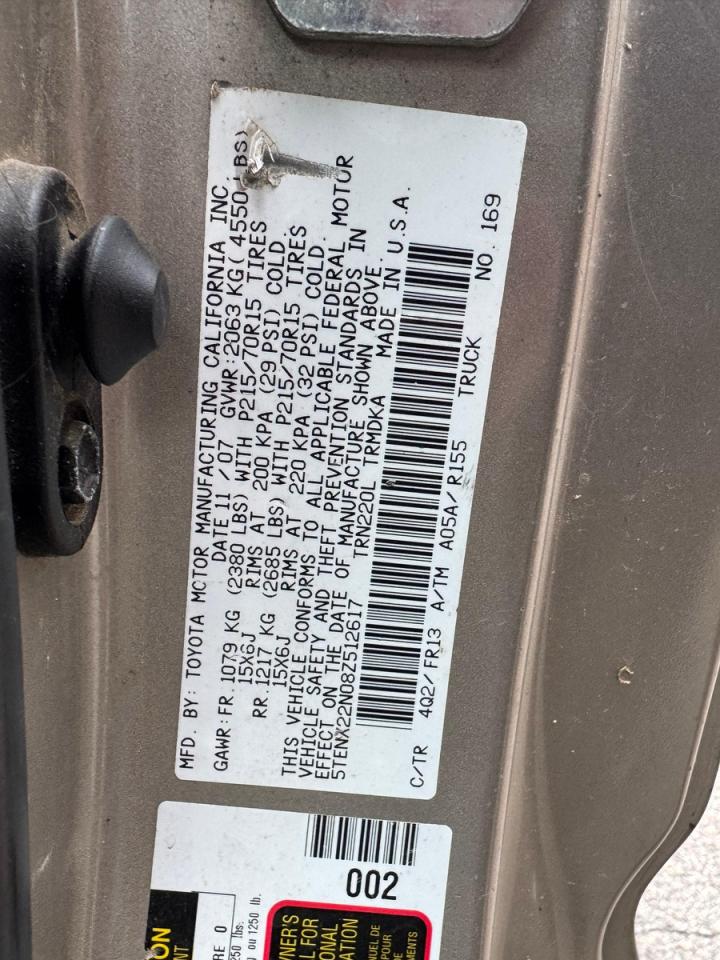 MFD. BY: TOYOTA MOTOR MANUFACTURING CALIFORNIA INC.
DATE 11 / 07 GVWR: 2063 KG( 4550 LBS)
GAWR: FR. 1079 KG (2380 LBS) WITH P215/70R15 TIRES
15X6J RIMS AT 200 KPA (29 PSI) COLD
RR. 1217 KG (2685 LBS) WITH P215/70R15 TIRES
15X6J RIMS AT 220 KPA (32 PSI) COLD.
THIS VEHICLE CONFORMS TO ALL APPLICABLE FEDERAL MOTOR
VEHICLE SAFETY AND THEFT PREVENTION STANDARDS IN
EFFECT ON THE DATE OF MANUFACTURE SHOWN ABOVE.
5TENX22N08Z512617 TRN220L TRMDKA MADE IN U.S.A.
C/TR 4Q2/ FR13 A/TM A05A/ R155 TRUCK NO. 169
002